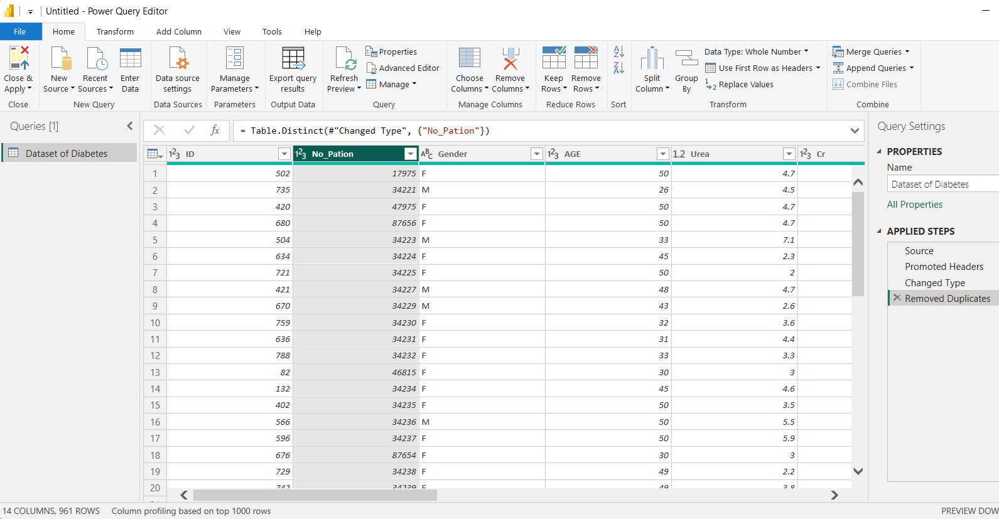 Untitled - Power Query Editor
File Home Transform Add Column View Tools Help
Close & Apply
New Source
Recent Sources
Enter Data
Data source settings
Manage Parameters
Export query results
Refresh Preview
Properties
Advanced Editor
Manage
Choose Columns
Remove Columns
Keep Rows
Remove Rows
Split Column
Group By
Data Type: Whole Number
Use First Row as Headers
Replace Values
Merge Queries
Append Queries
Combine Files
Close New Query Data Sources Parameters Output Data Query Manage Columns Reduce Rows Sort Transform Combine
Queries [1]
Dataset of Diabetes
fx = Table.Distinct(#"Changed Type", {"No_Pation"})
ID No_Pation Gender AGE Urea Cr
1 502 17975 F 50 4.7
2 735 34221 M 26 4.5
3 420 47975 F 50 4.7
4 680 87656 F 50 4.7
5 504 34223 M 33 7.1
6 634 34224 F 45 2.3
7 721 34225 F 50 2
8 421 34227 M 48 4.7
9 670 34229 M 43 2.6
10 759 34230 F 32 3.6
11 636 34231 F 31 4.4
12 788 34232 F 33 3.3
13 82 46815 F 30 3
14 132 34234 F 45 4.6
15 402 34235 F 50 3.5
16 566 34236 M 50 5.5
17 596 34237 F 50 5.9
18 676 87654 F 30 3
19 729 34238 F 49 2.2
20 742 34239 F 49 3.8
Query Settings
PROPERTIES
Name
Dataset of Diabetes
All Properties
APPLIED STEPS
Source
Promoted Headers
Changed Type
Removed Duplicates
14 COLUMNS, 961 ROWS Column profiling based on top 1000 rows PREVIEW DOW